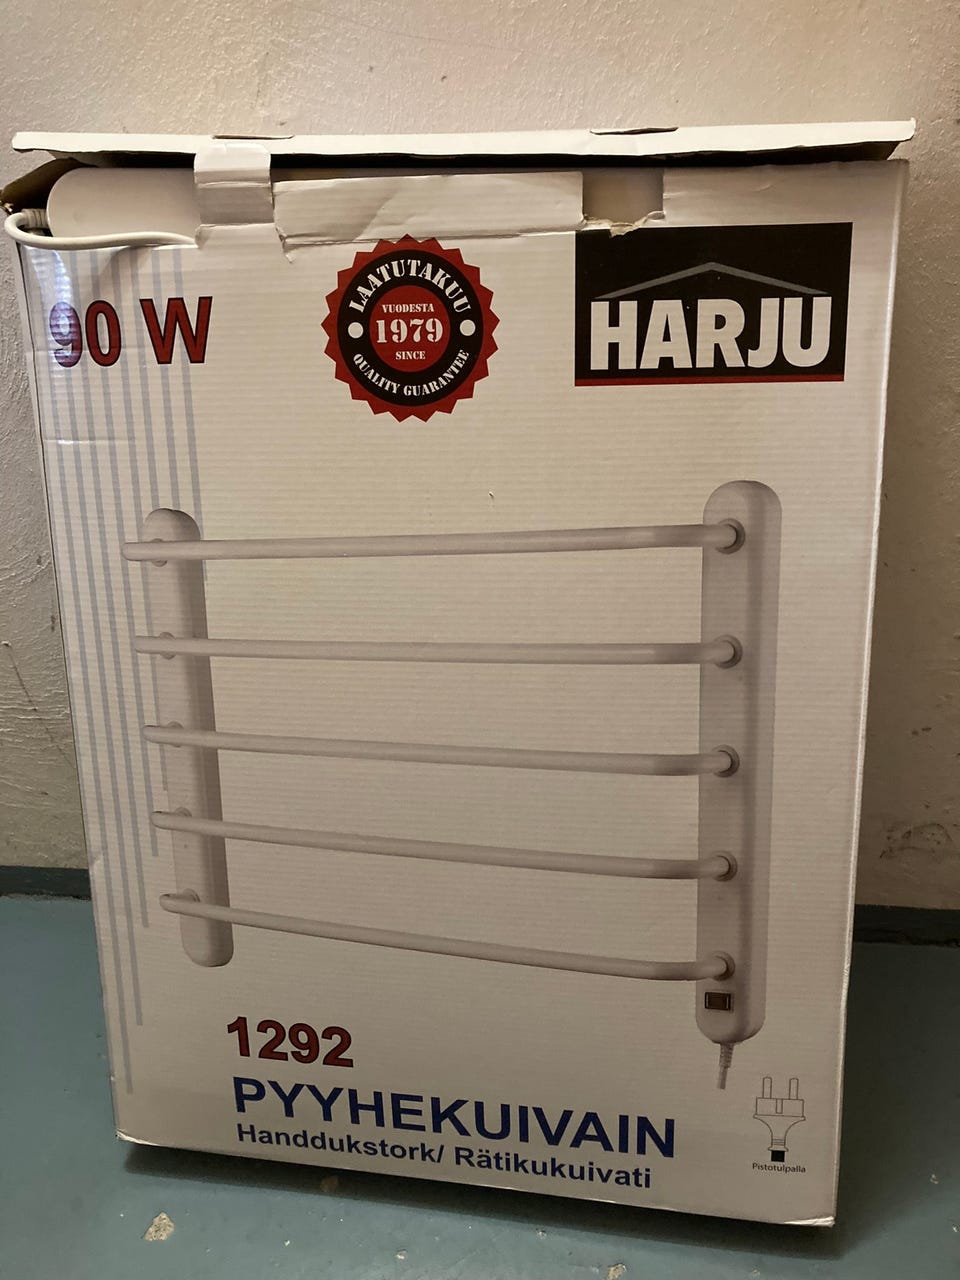 90 W
LAATUTAKUU
VUODESTA
1979
SINCE
QUALITY GUARANTEE
HARJU
1292
PYYHEKUIVAIN
Handdukstork/ Rätikukuivati
Pistotulpalla